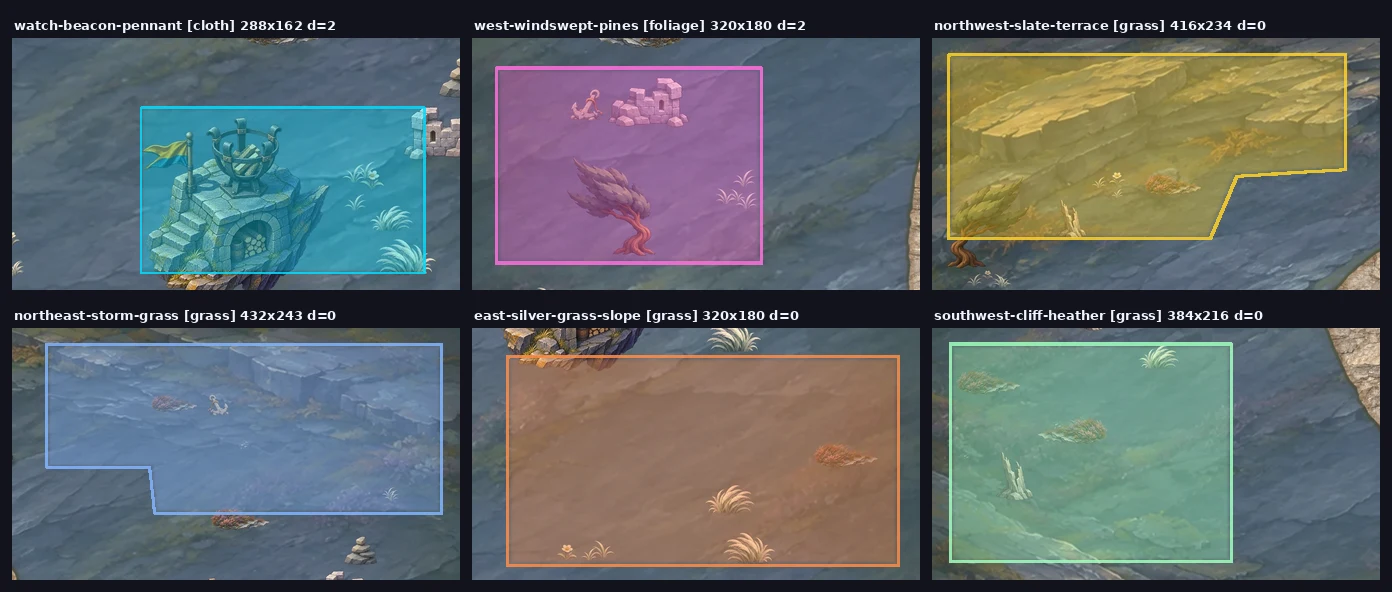 watch-beacon-pennant [cloth] 288x162 d=2
west-windswept-pines [foliage] 320x180 d=2
northwest-slate-terrace [grass] 416x234 d=0
northeast-storm-grass [grass] 432x243 d=0
east-silver-grass-slope [grass] 320x180 d=0
southwest-cliff-heather [grass] 384x216 d=0